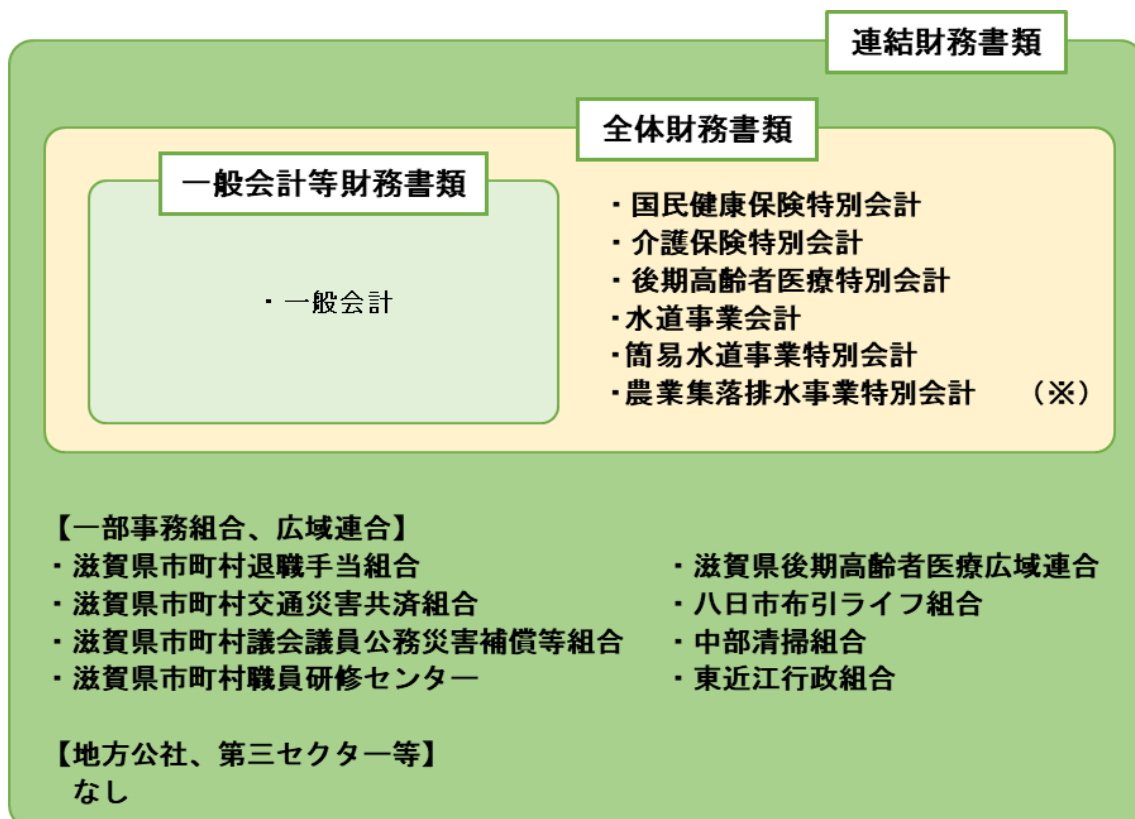 連結財務書類
全体財務書類
一般会計等財務書類
・一般会計
・国民健康保険特別会計
・介護保険特別会計
・後期高齢者医療特別会計
・水道事業会計
・簡易水道事業特別会計
・農業集落排水事業特別会計 （※）
【一部事務組合、広域連合】
・滋賀県市町村退職手当組合
・滋賀県市町村交通災害共済組合
・滋賀県市町村議会議員公務災害補償等組合
・滋賀県市町村職員研修センター
・滋賀県後期高齢者医療広域連合
・八日市布引ライフ組合
・中部清掃組合
・東近江行政組合
【地方公社、第三セクター等】
なし